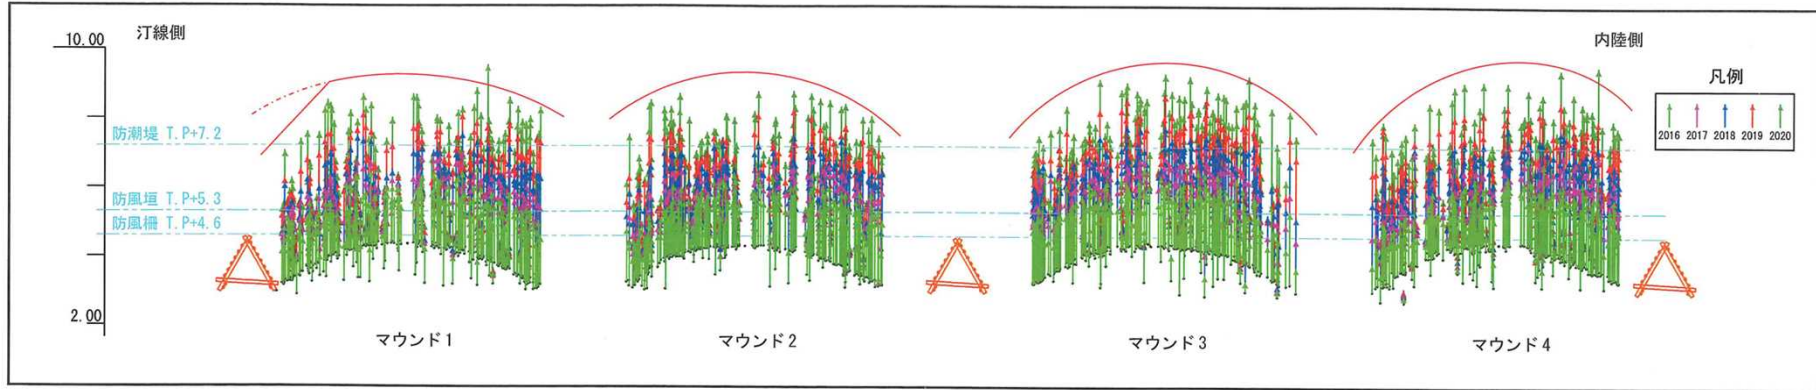 10.00
汀線側
内陸側
凡例
2016 2017 2018 2019 2020
防潮堤 T.P+7.2
防風垣 T.P+5.3
防風柵 T.P+4.6
2.00
マウンド1
マウンド2
マウンド3
マウンド4